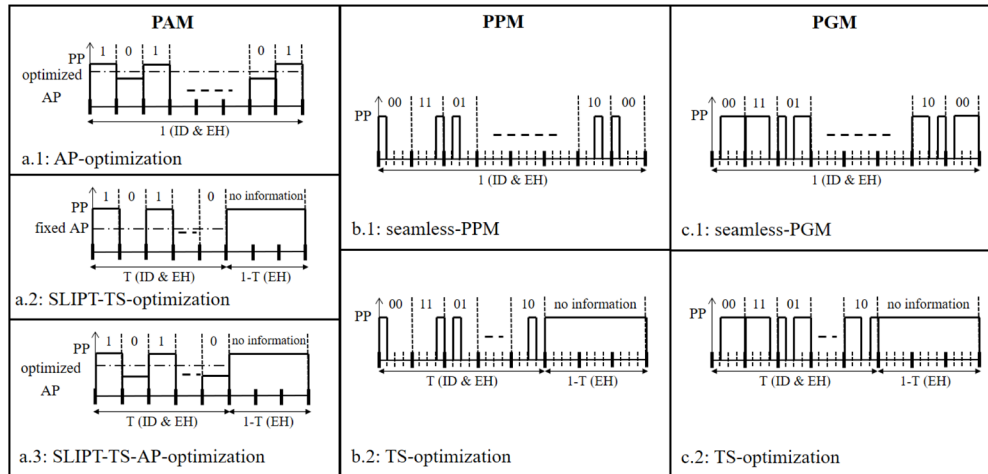 PAM
PP
optimized
AP
1 0 1 0 1
1 (ID & EH)
a.1: AP-optimization
PP
fixed AP
1 0 1 0 no information
T (ID & EH) 1-T (EH)
a.2: SLIPT-TS-optimization
PP
optimized
AP
1 0 1 0 no information
T (ID & EH) 1-T (EH)
a.3: SLIPT-TS-AP-optimization
PPM
PP
00 11 01 10 00
1 (ID & EH)
b.1: seamless-PPM
PP
00 11 01 10 no information
T (ID & EH) 1-T (EH)
b.2: TS-optimization
PGM
PP
00 11 01 10 00
1 (ID & EH)
c.1: seamless-PGM
PP
00 11 01 10 no information
T (ID & EH) 1-T (EH)
c.2: TS-optimization